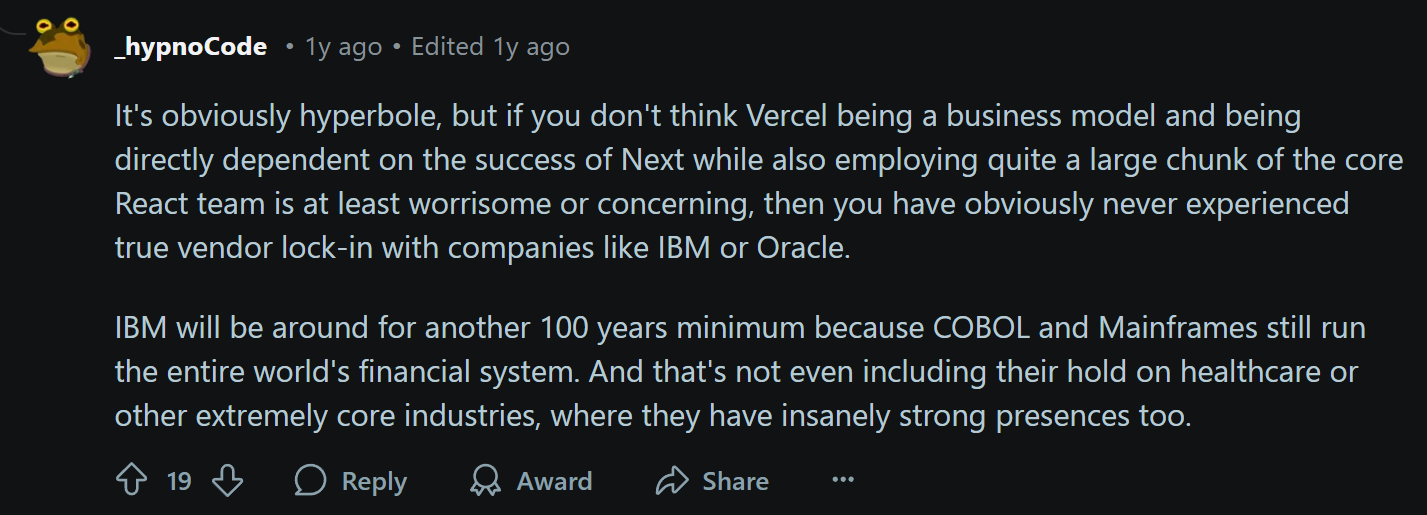 _hypnoCode • 1y ago • Edited 1y ago
It's obviously hyperbole, but if you don't think Vercel being a business model and being
directly dependent on the success of Next while also employing quite a large chunk of the core
React team is at least worrisome or concerning, then you have obviously never experienced
true vendor lock-in with companies like IBM or Oracle.
IBM will be around for another 100 years minimum because COBOL and Mainframes still run
the entire world's financial system. And that's not even including their hold on healthcare or
other extremely core industries, where they have insanely strong presences too.
19 Reply Award Share ...